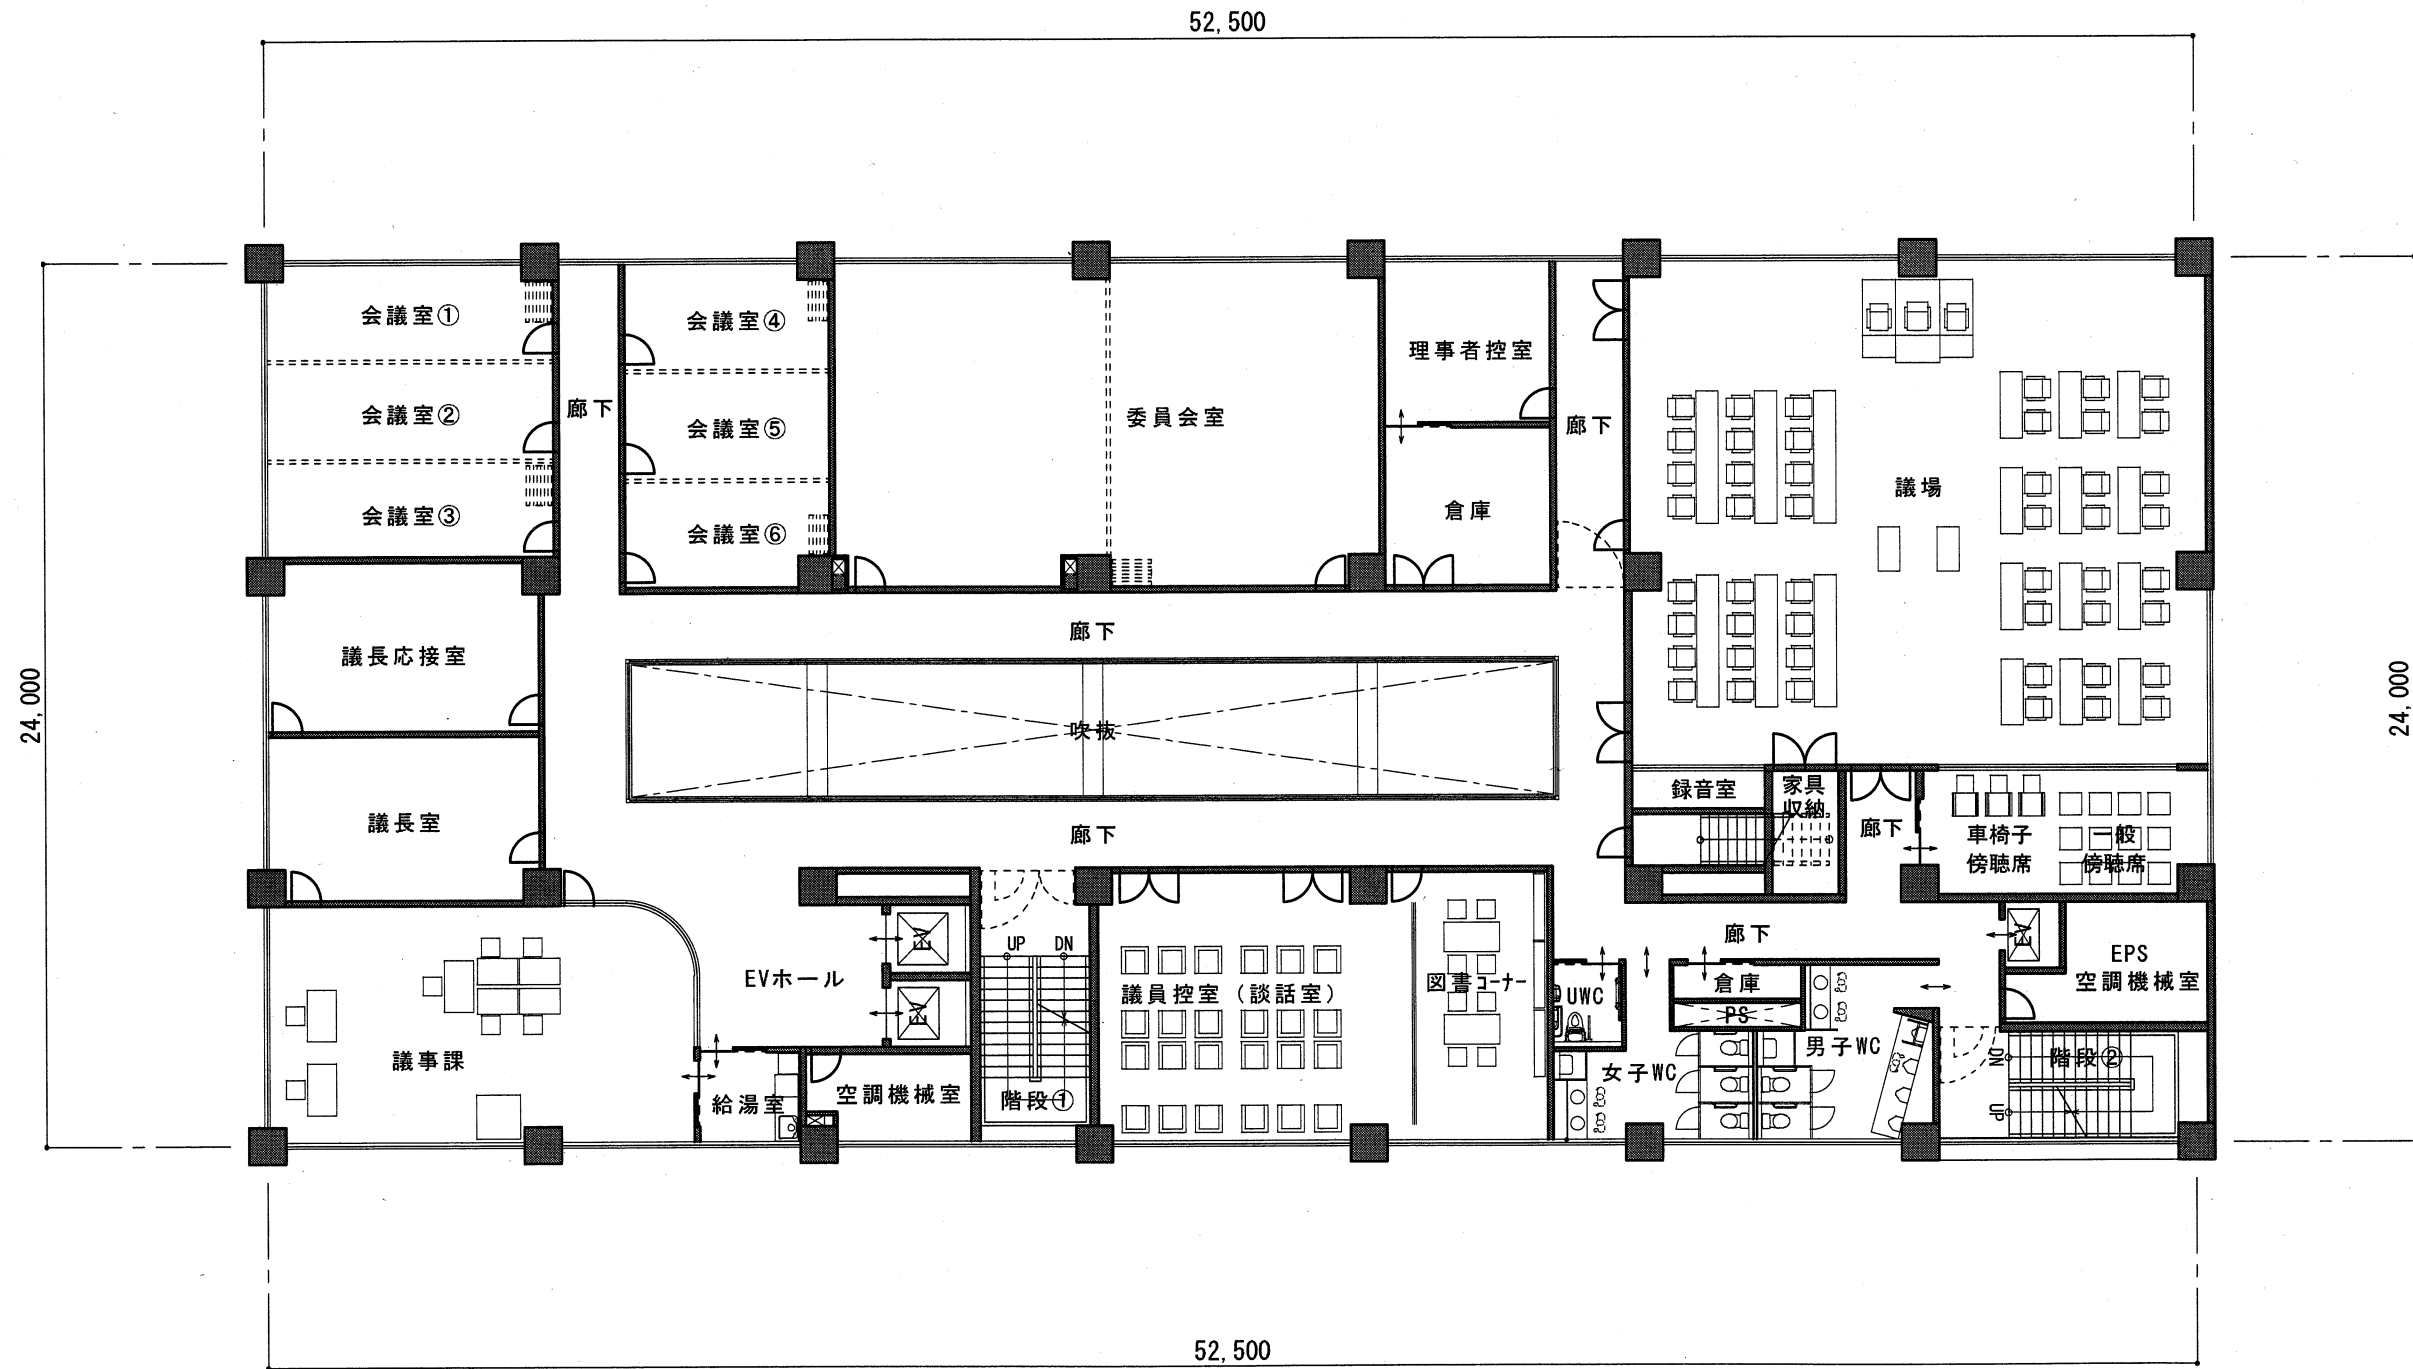 52,500
会議室①
会議室④
理事者控室
廊下
会議室②
会議室⑤
委員会室
廊下
議場
会議室③
会議室⑥
倉庫
24,000
24,000
議長応接室
廊下
吹抜
議長室
廊下
録音室
家具
収納
廊下
車椅子
傍聴席
一般
傍聴席
UP
DN
EV
EV
EVホール
議員控室(談話室)
図書コーナー
廊下
EV
EPS
空調機械室
UWC
倉庫
PS
議事課
給湯室
空調機械室
階段①
女子WC
男子WC
DN
階段②
UP
52,500